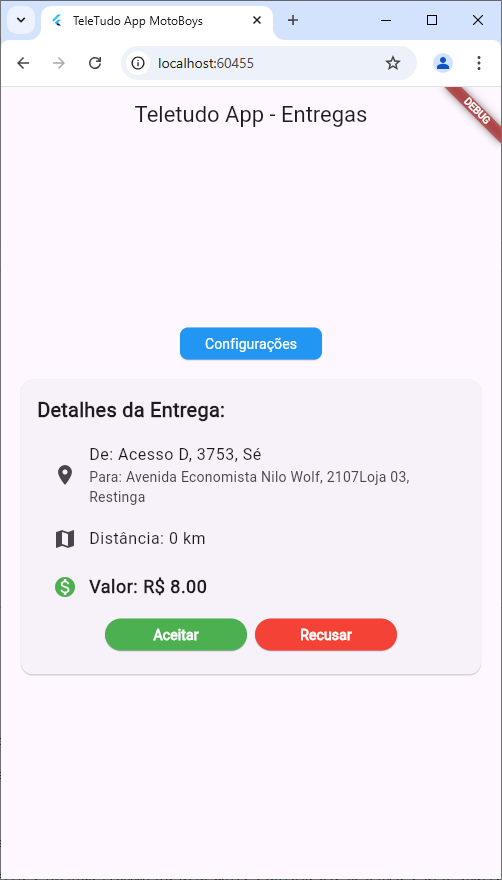 TeleTudo App MotoBoys
localhost:60455
Teletudo App - Entregas
DEBUG
Configurações
Detalhes da Entrega:
De: Acesso D, 3753, Sé
Para: Avenida Economista Nilo Wolf, 2107Loja 03,
Restinga
Distância: 0 km
$
Valor: R$ 8.00
Aceitar
Recusar